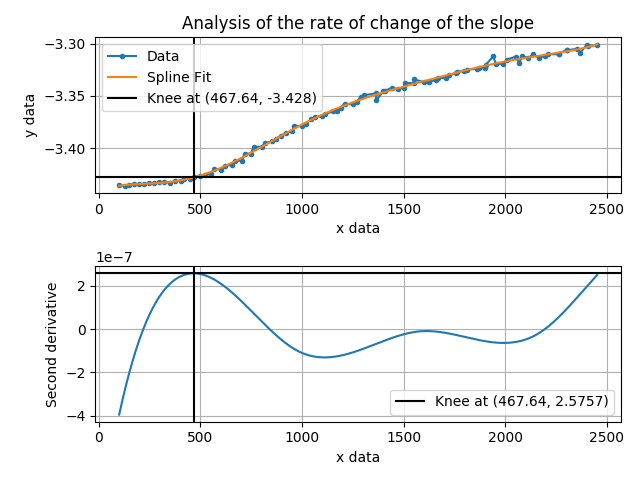 Analysis of the rate of change of the slope
−3.30
−3.35
−3.40
y data
Data
Spline Fit
Knee at (467.64, -3.428)
0
500
1000
1500
2000
2500
x data
1e−7
2
0
−2
−4
Second derivative
Knee at (467.64, 2.5757)
0
500
1000
1500
2000
2500
x data